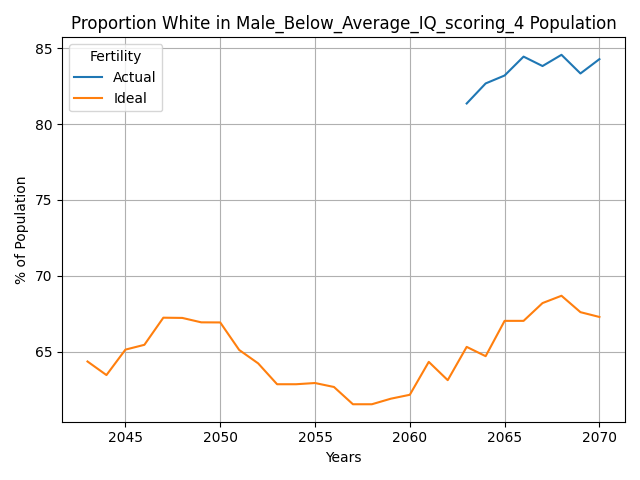 Proportion White in Male_Below_Average_IQ_scoring_4 Population
Fertility
Actual
Ideal
85
80
75
70
65
% of Population
2045 2050 2055 2060 2065 2070
Years